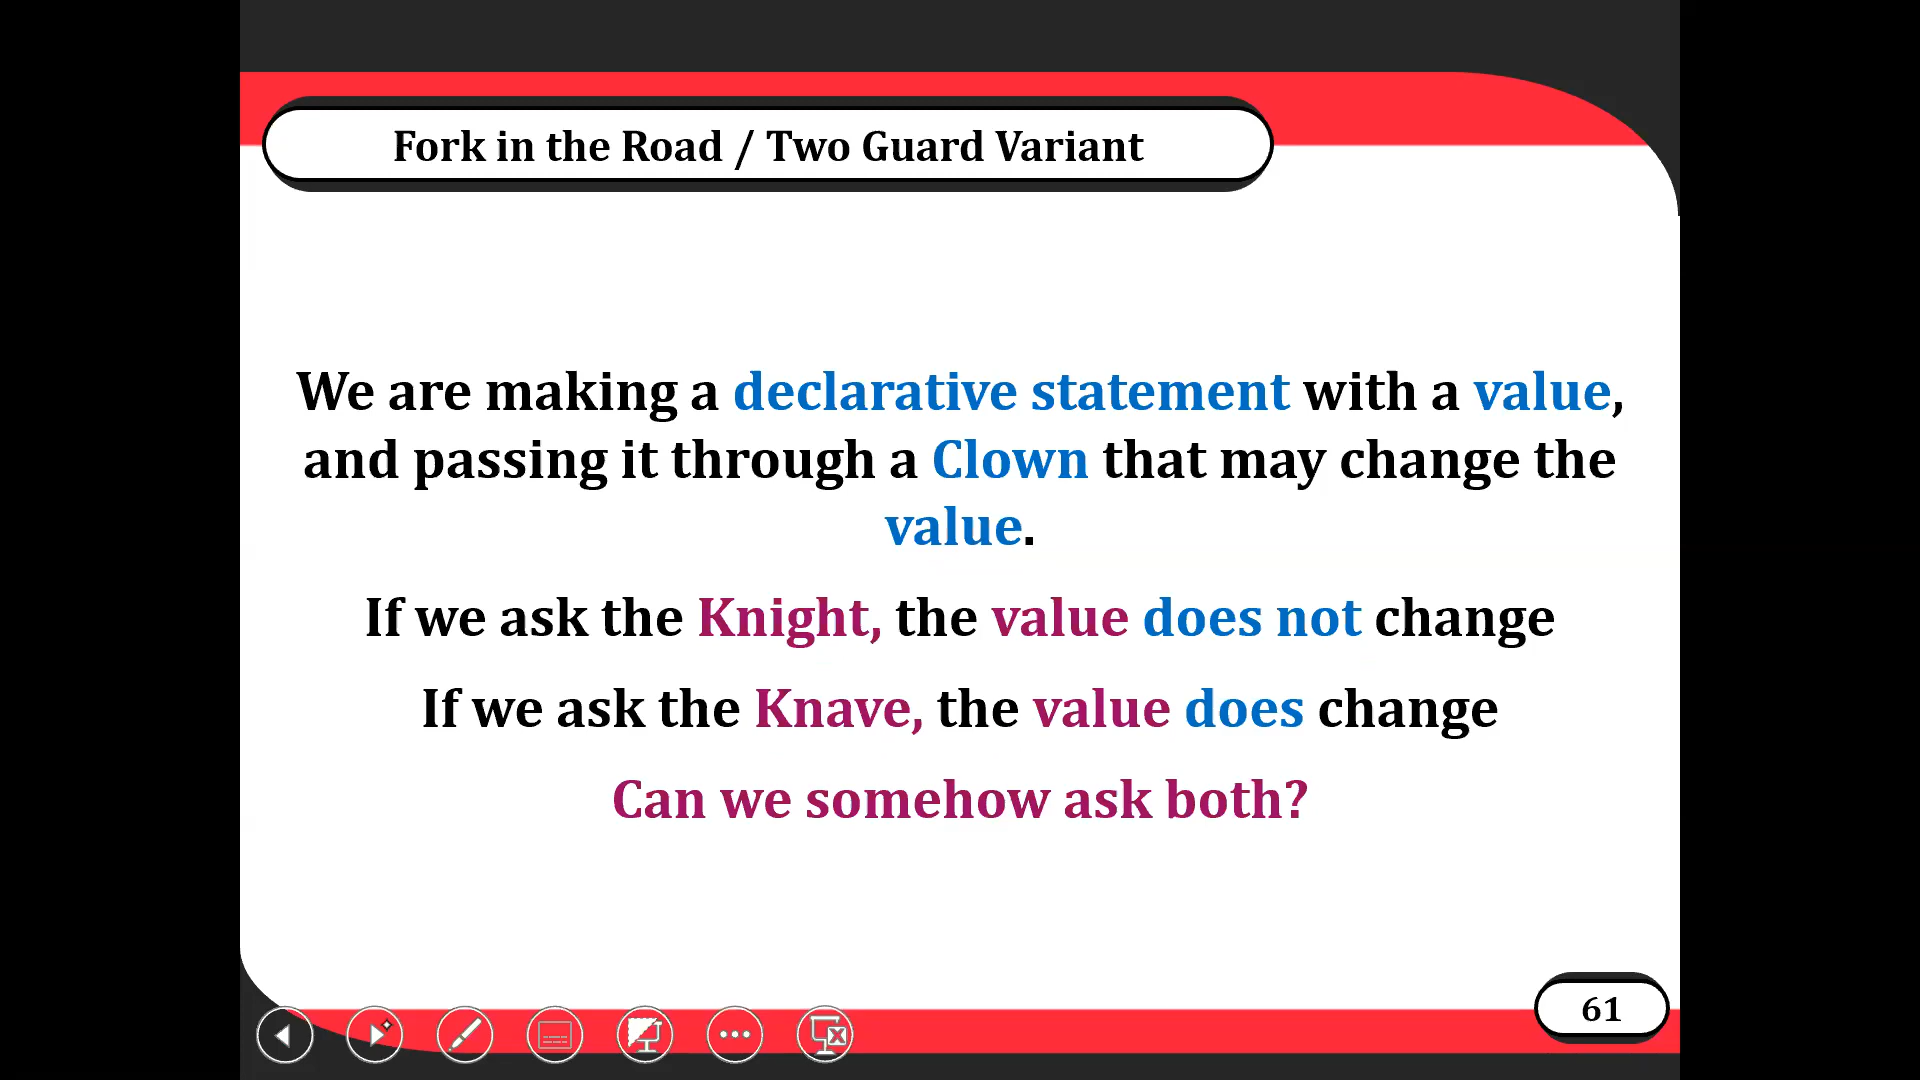 Fork in the Road / Two Guard Variant
We are making a declarative statement with a value,
and passing it through a Clown that may change the
value.
If we ask the Knight, the value does not change
If we ask the Knave, the value does change
Can we somehow ask both?
61